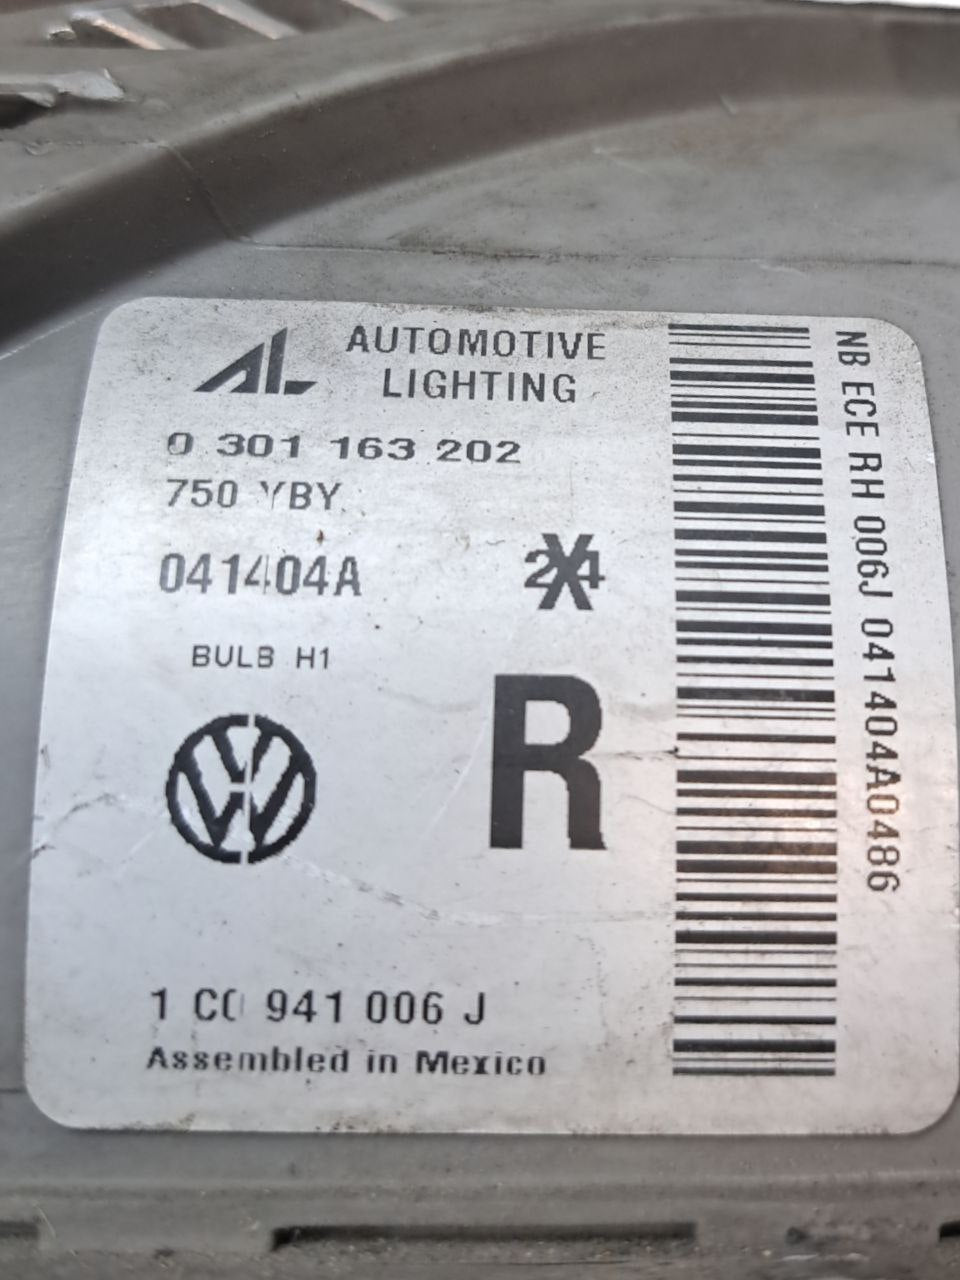 AUTOMOTIVE
LIGHTING
0 301 163 202
750 YBY
041404A
BULB H1
R
1 C0 941 006 J
Assembled in Mexico
NB ECE RH 006J 041404A0486